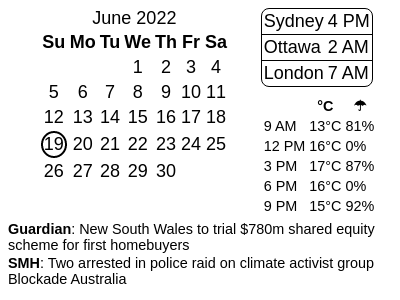 June 2022
Su Mo Tu We Th Fr Sa
1 2 3 4
5 6 7 8 9 10 11
12 13 14 15 16 17 18
19 20 21 22 23 24 25
26 27 28 29 30
Sydney 4 PM
Ottawa 2 AM
London 7 AM
°C ☂
9 AM 13°C 81%
12 PM 16°C 0%
3 PM 17°C 87%
6 PM 16°C 0%
9 PM 15°C 92%
Guardian: New South Wales to trial $780m shared equity
scheme for first homebuyers
SMH: Two arrested in police raid on climate activist group
Blockade Australia